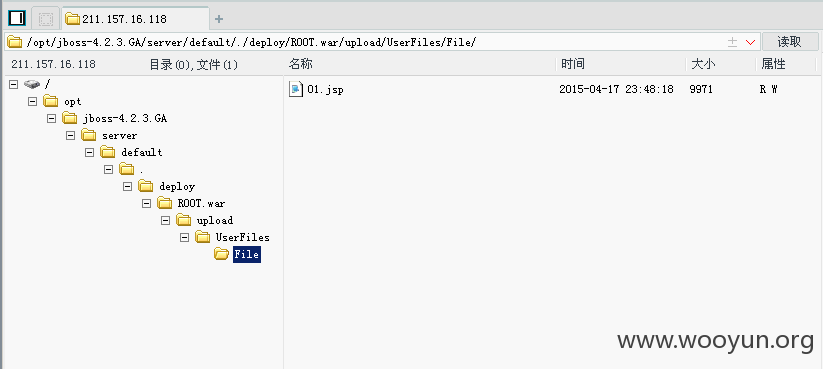 211.157.16.118
/opt/jboss-4.2.3.GA/server/default/./deploy/ROOT.war/upload/UserFiles/File/ 读取
211.157.16.118 目录(0),文件(1) 名称 时间 大小 属性
/
opt
jboss-4.2.3.GA
server
default
.
deploy
ROOT.war
upload
UserFiles
File
01.jsp 2015-04-17 23:48:18 9971 R W
www.wooyun.org